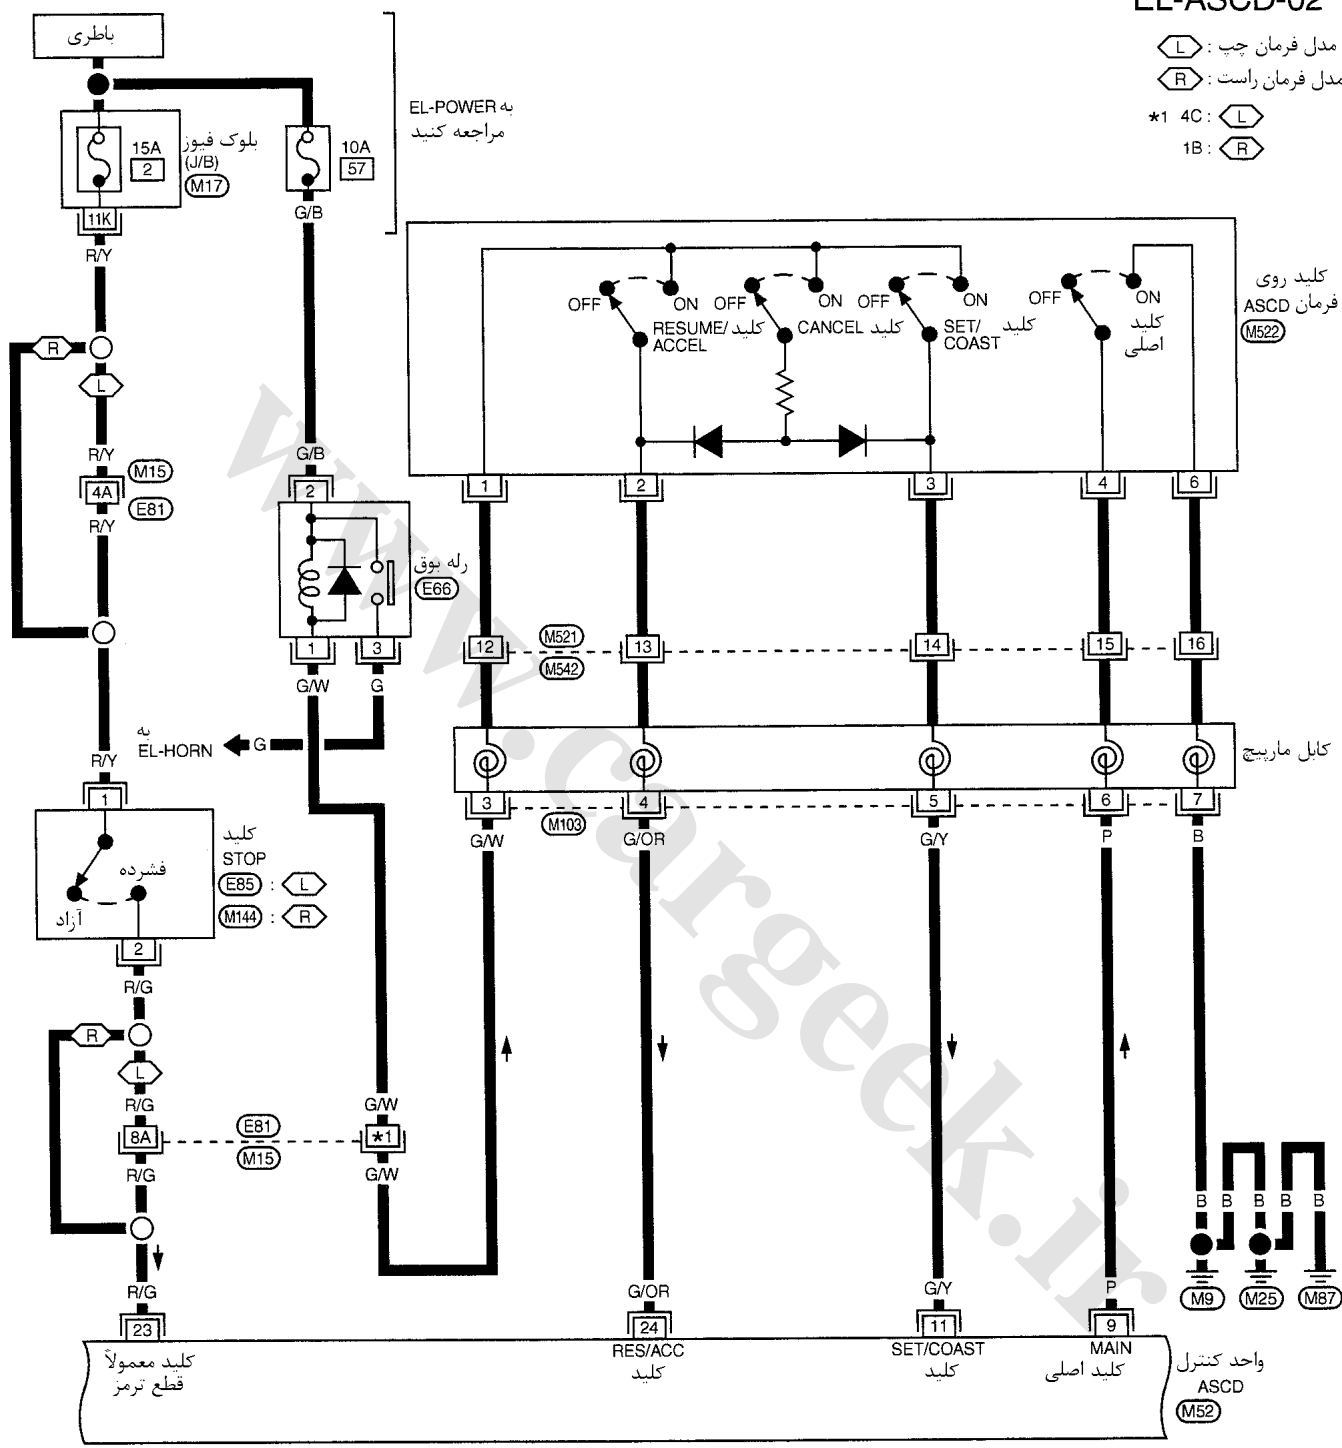 EL-ASCD-02
مدل فرمان چپ : L
مدل فرمان راست : R
*1 4C : L
1B : R
باطری
به EL-POWER
مراجعه کنید
15A
2
بلوک فیوز
(J/B)
M17
10A
57
11K
G/B
R/Y
کلید روی
فرمان ASCD
M522
OFF
ON
کلید RESUME/
ACCEL
OFF
ON
کلید CANCEL
OFF
ON
کلید SET/
COAST
OFF
ON
کلید
اصلی
R
L
R/Y
G/B
M15
4A
E81
R/Y
2
1
2
3
4
6
رله بوق
E66
1
3
12
M521
M542
13
14
15
16
G/W
G
به
EL-HORN
G
R/Y
کابل مارپیچ
1
3
M103
4
5
6
7
G/W
G/OR
G/Y
P
B
کلید
STOP
E85 : L
M144 : R
فشرده
آزاد
2
R/G
R
L
R/G
G/W
8A
E81
M15
*1
R/G
G/W
B
B
B
B
B
M9
M25
M87
R/G
G/OR
G/Y
P
23
24
11
9
کلید معمولاً
قطع ترمز
RES/ACC
کلید
SET/COAST
کلید
MAIN
کلید اصلی
واحد کنترل
ASCD
M52
www.cargeek.ir